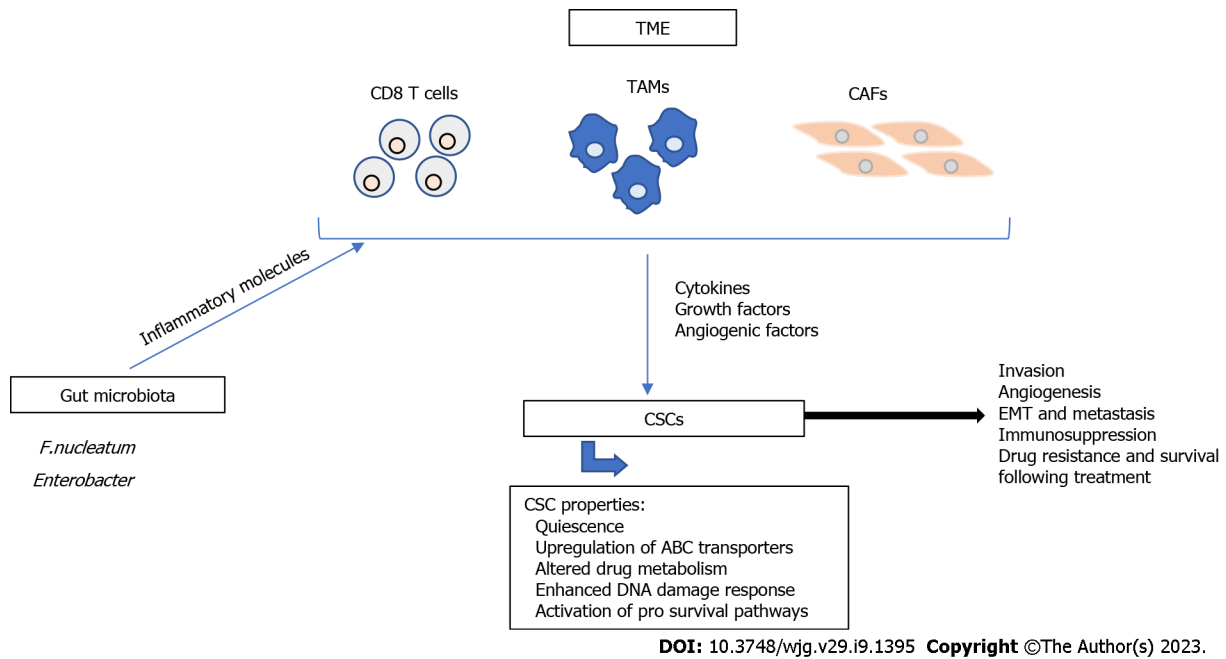 TME
CD8 T cells
TAMs
CAFs
Inflammatory molecules
Cytokines
Growth factors
Angiogenic factors
Gut microbiota
F.nucleatum
Enterobacter
CSCs
Invasion
Angiogenesis
EMT and metastasis
Immunosuppression
Drug resistance and survival
following treatment
CSC properties:
Quiescence
Upregulation of ABC transporters
Altered drug metabolism
Enhanced DNA damage response
Activation of pro survival pathways
DOI: 10.3748/wjg.v29.i9.1395 Copyright ©The Author(s) 2023.